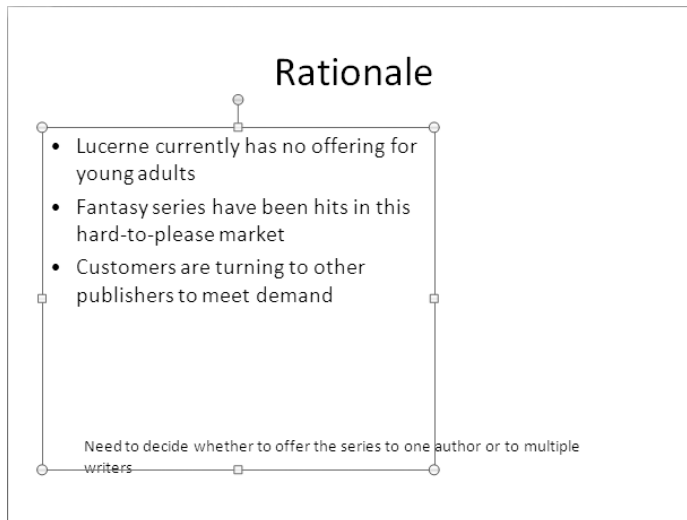 Rationale
• Lucerne currently has no offering for
young adults
• Fantasy series have been hits in this
hard-to-please market
• Customers are turning to other
publishers to meet demand
Need to decide whether to offer the series to one author or to multiple
writers